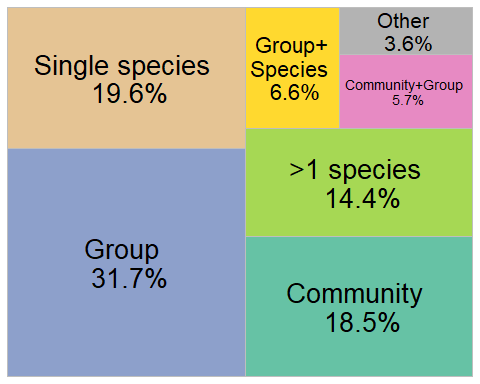 Single species
19.6%
Group+
Species
6.6%
Other
3.6%
Community+Group
5.7%
>1 species
14.4%
Group
31.7%
Community
18.5%